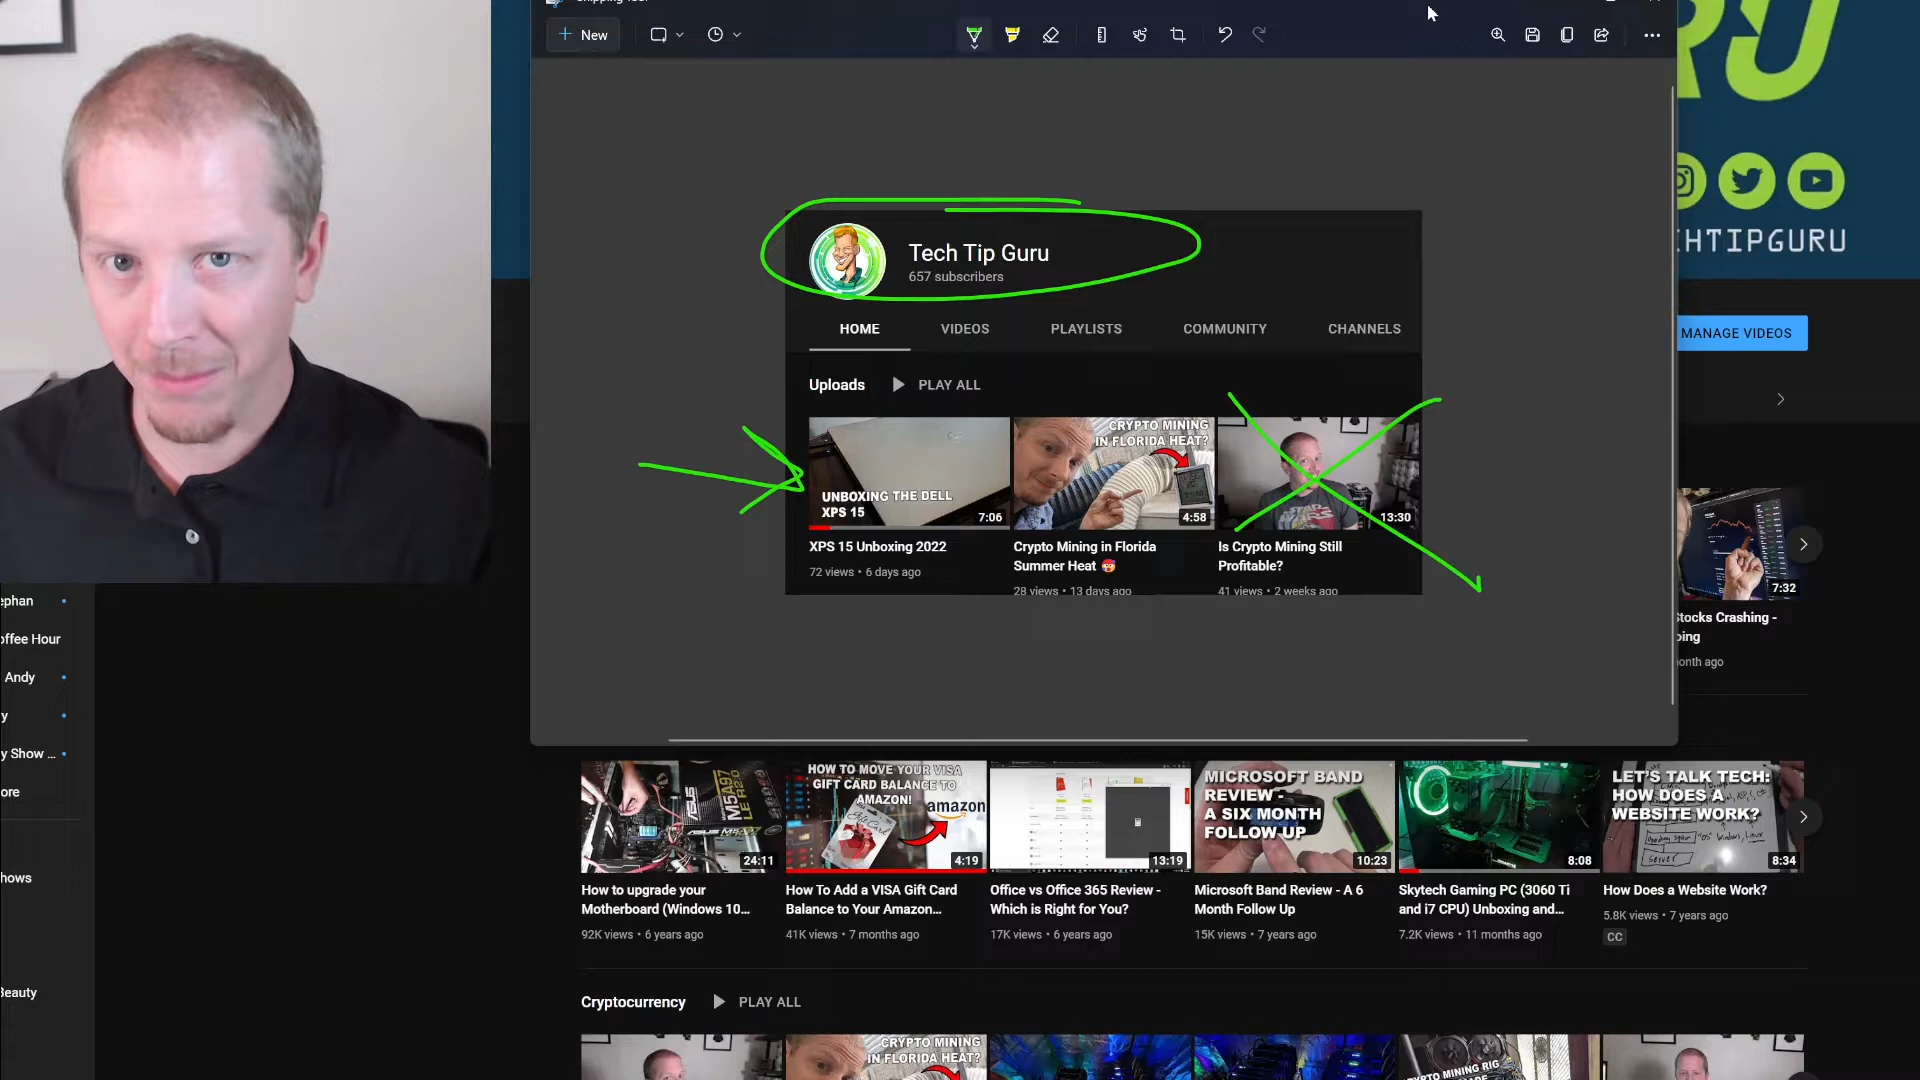 New
HTIPGURU
Tech Tip Guru
657 subscribers
HOME VIDEOS PLAYLISTS COMMUNITY CHANNELS
MANAGE VIDEOS
Uploads PLAY ALL
UNBOXING THE DELL
XPS 15
7:06
CRYPTO MINING
IN FLORIDA HEAT?
4:58
13:30
XPS 15 Unboxing 2022
72 views • 6 days ago
Crypto Mining in Florida
Summer Heat 🥵
28 views • 13 days ago
Is Crypto Mining Still
Profitable?
41 views • 2 weeks ago
7:32
Stocks Crashing -
ephan
offee Hour
Andy
y
y Show ...
ore
hows
Beauty
HOW TO MOVE YOUR VISA
GIFT CARD BALANCE TO
AMAZON!
amazon
MICROSOFT BAND
REVIEW -
A SIX MONTH
FOLLOW UP
LET'S TALK TECH:
HOW DOES A
WEBSITE WORK?
ASUS
M5A97
24:11
4:19
13:19
10:23
8:08
8:34
How to upgrade your
Motherboard (Windows 10...
92K views • 6 years ago
How To Add a VISA Gift Card
Balance to Your Amazon...
41K views • 7 months ago
Office vs Office 365 Review -
Which is Right for You?
17K views • 6 years ago
Microsoft Band Review - A 6
Month Follow Up
15K views • 7 years ago
Skytech Gaming PC (3060 Ti
and i7 CPU) Unboxing and...
7.2K views • 11 months ago
How Does a Website Work?
5.8K views • 7 years ago
CC
Cryptocurrency PLAY ALL
CRYPTO MINING
IN FLORIDA HEAT?
CRYPTO MINING RIG